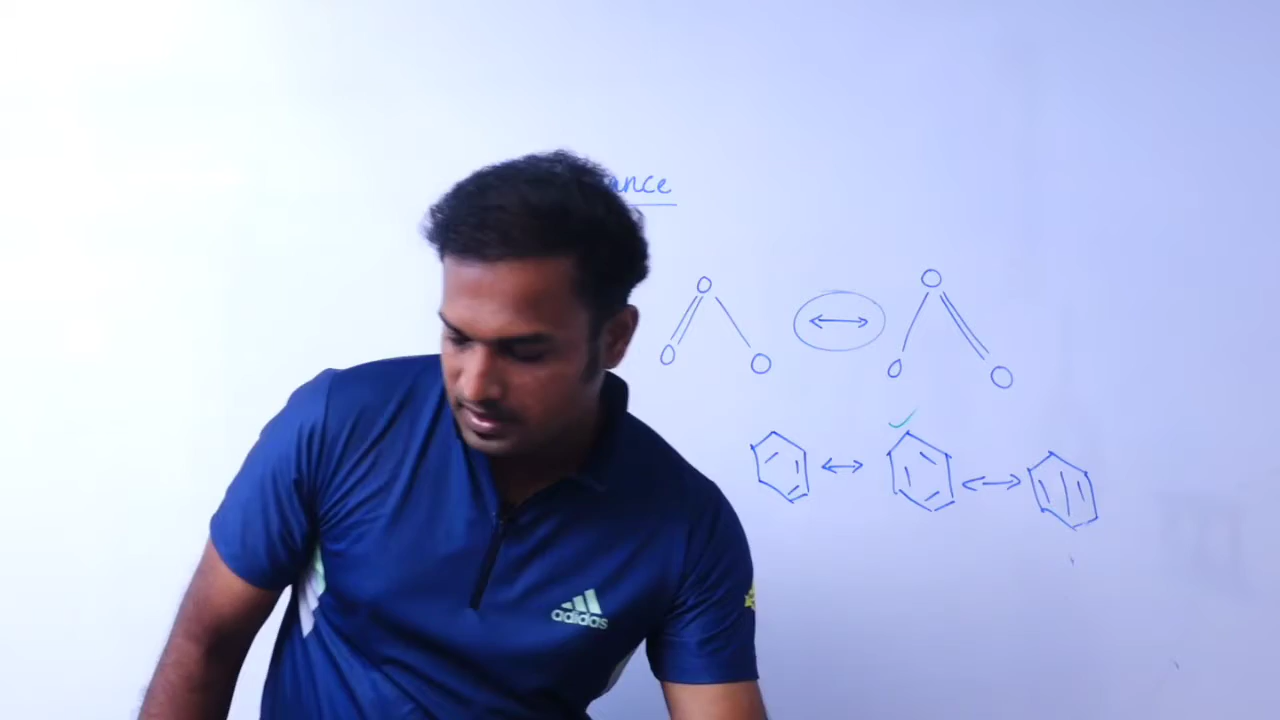 ance
O ↔ O
O O O O
↔ ↔
adidas